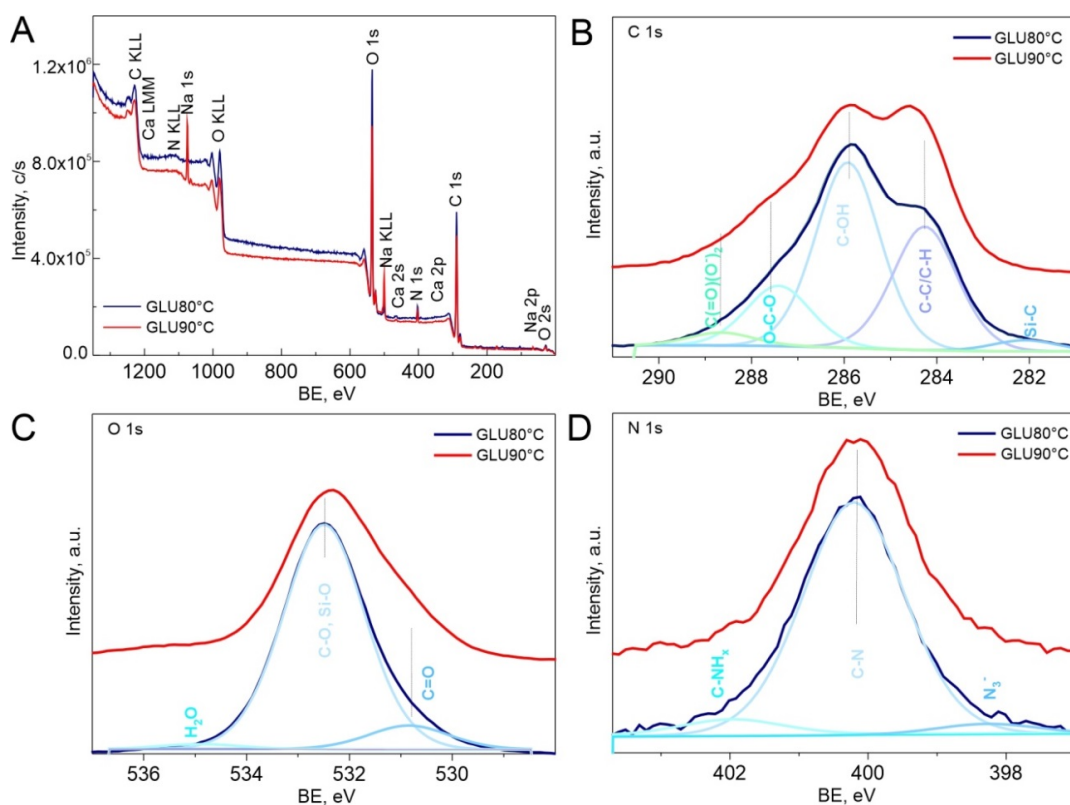 A
Intensity, c/s
1.2x10⁶
8.0x10⁵
4.0x10⁵
0.0
C KLL
Ca LMM
N KLL
Na 1s
O KLL
O 1s
Na KLL
Ca 2s
N 1s
Ca 2p
C 1s
Na 2p
O 2s
GLU80°C
GLU90°C
1200 1000 800 600 400 200
BE, eV
B
C 1s
GLU80°C
GLU90°C
Intensity, a.u.
C(=O)(O⁻)₂
O-C-O
C-OH
C-C/C-H
Si-C
290 288 286 284 282
BE, eV
C
O 1s
GLU80°C
GLU90°C
Intensity, a.u.
H₂O
C-O, Si-O
C=O
536 534 532 530
BE, eV
D
N 1s
GLU80°C
GLU90°C
Intensity, a.u.
C-NHₓ
C-N
N₃⁻
402 400 398
BE, eV